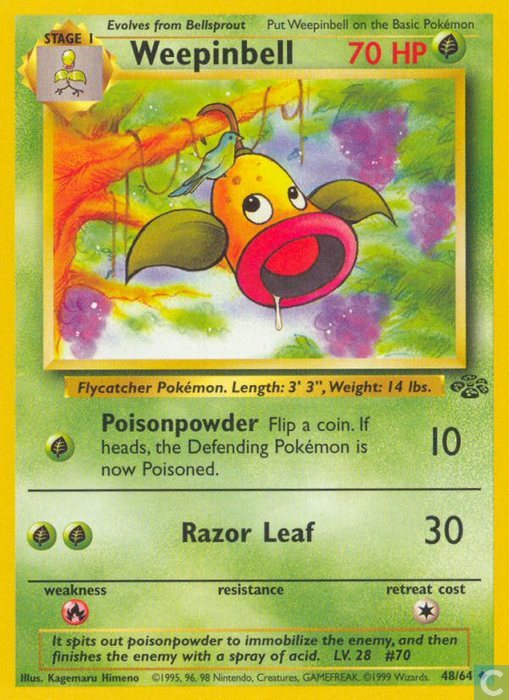 Evolves from Bellsprout Put Weepinbell on the Basic Pokémon
STAGE 1
Weepinbell 70 HP
Flycatcher Pokémon. Length: 3' 3", Weight: 14 lbs.
Poisonpowder Flip a coin. If
heads, the Defending Pokémon is
now Poisoned.
10
Razor Leaf 30
weakness resistance retreat cost
It spits out poisonpowder to immobilize the enemy, and then
finishes the enemy with a spray of acid. LV. 28 #70
Illus. Kagemaru Himeno ©1995, 96, 98 Nintendo, Creatures, GAMEFREAK. ©1999 Wizards. 48/64
C